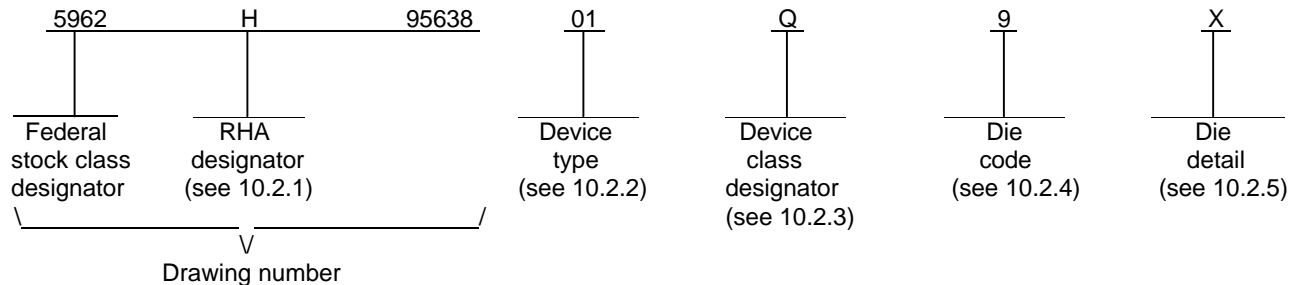 5962 H 95638 01 Q 9 X
Federal RHA Device Device Die Die
stock class designator type class code detail
designator (see 10.2.1) (see 10.2.2) designator (see 10.2.4) (see 10.2.5)
(see 10.2.3)
\ /
\/
Drawing number